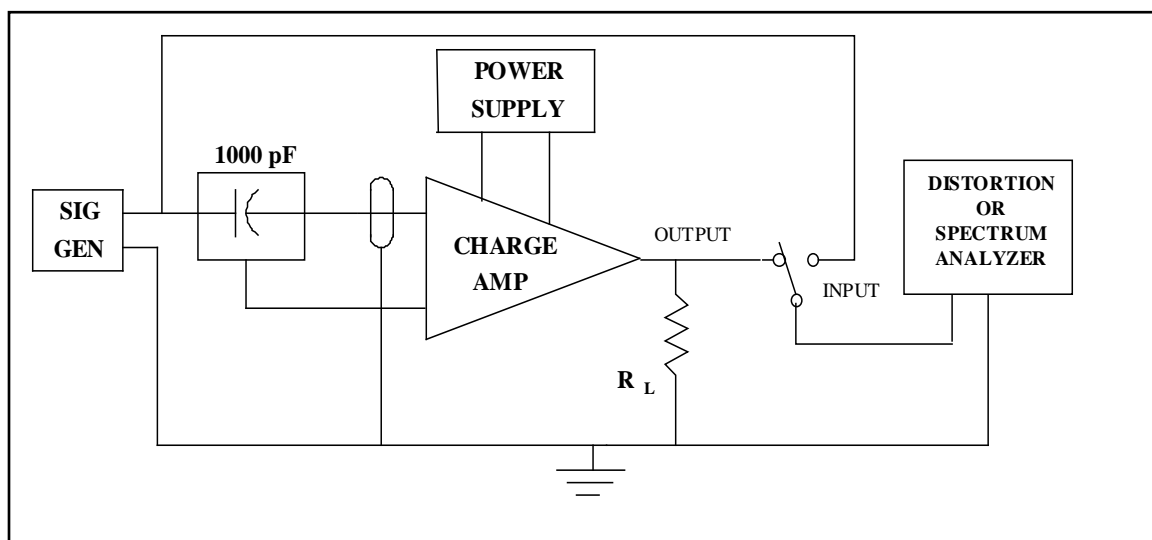 POWER
SUPPLY
1000 pF
SIG
GEN
CHARGE
AMP
OUTPUT
INPUT
DISTORTION
OR
SPECTRUM
ANALYZER
R L